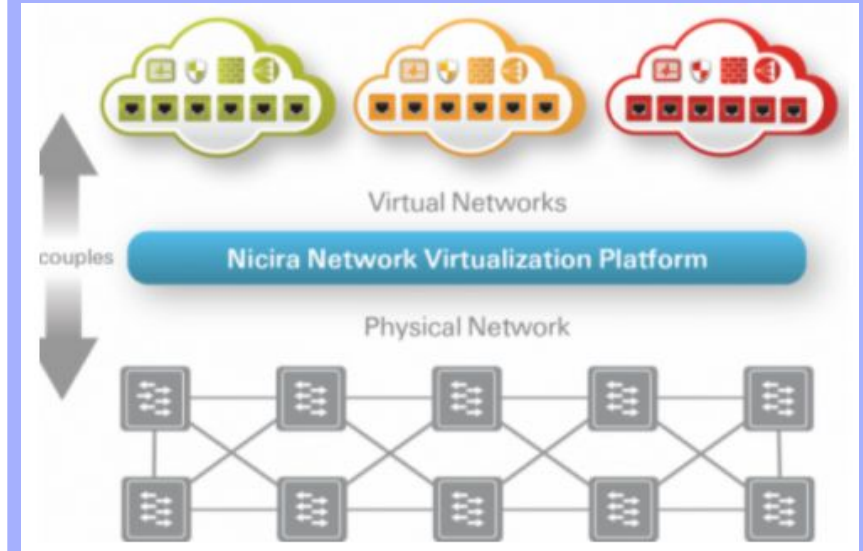 Virtual Networks
couples
Nicira Network Virtualization Platform
Physical Network